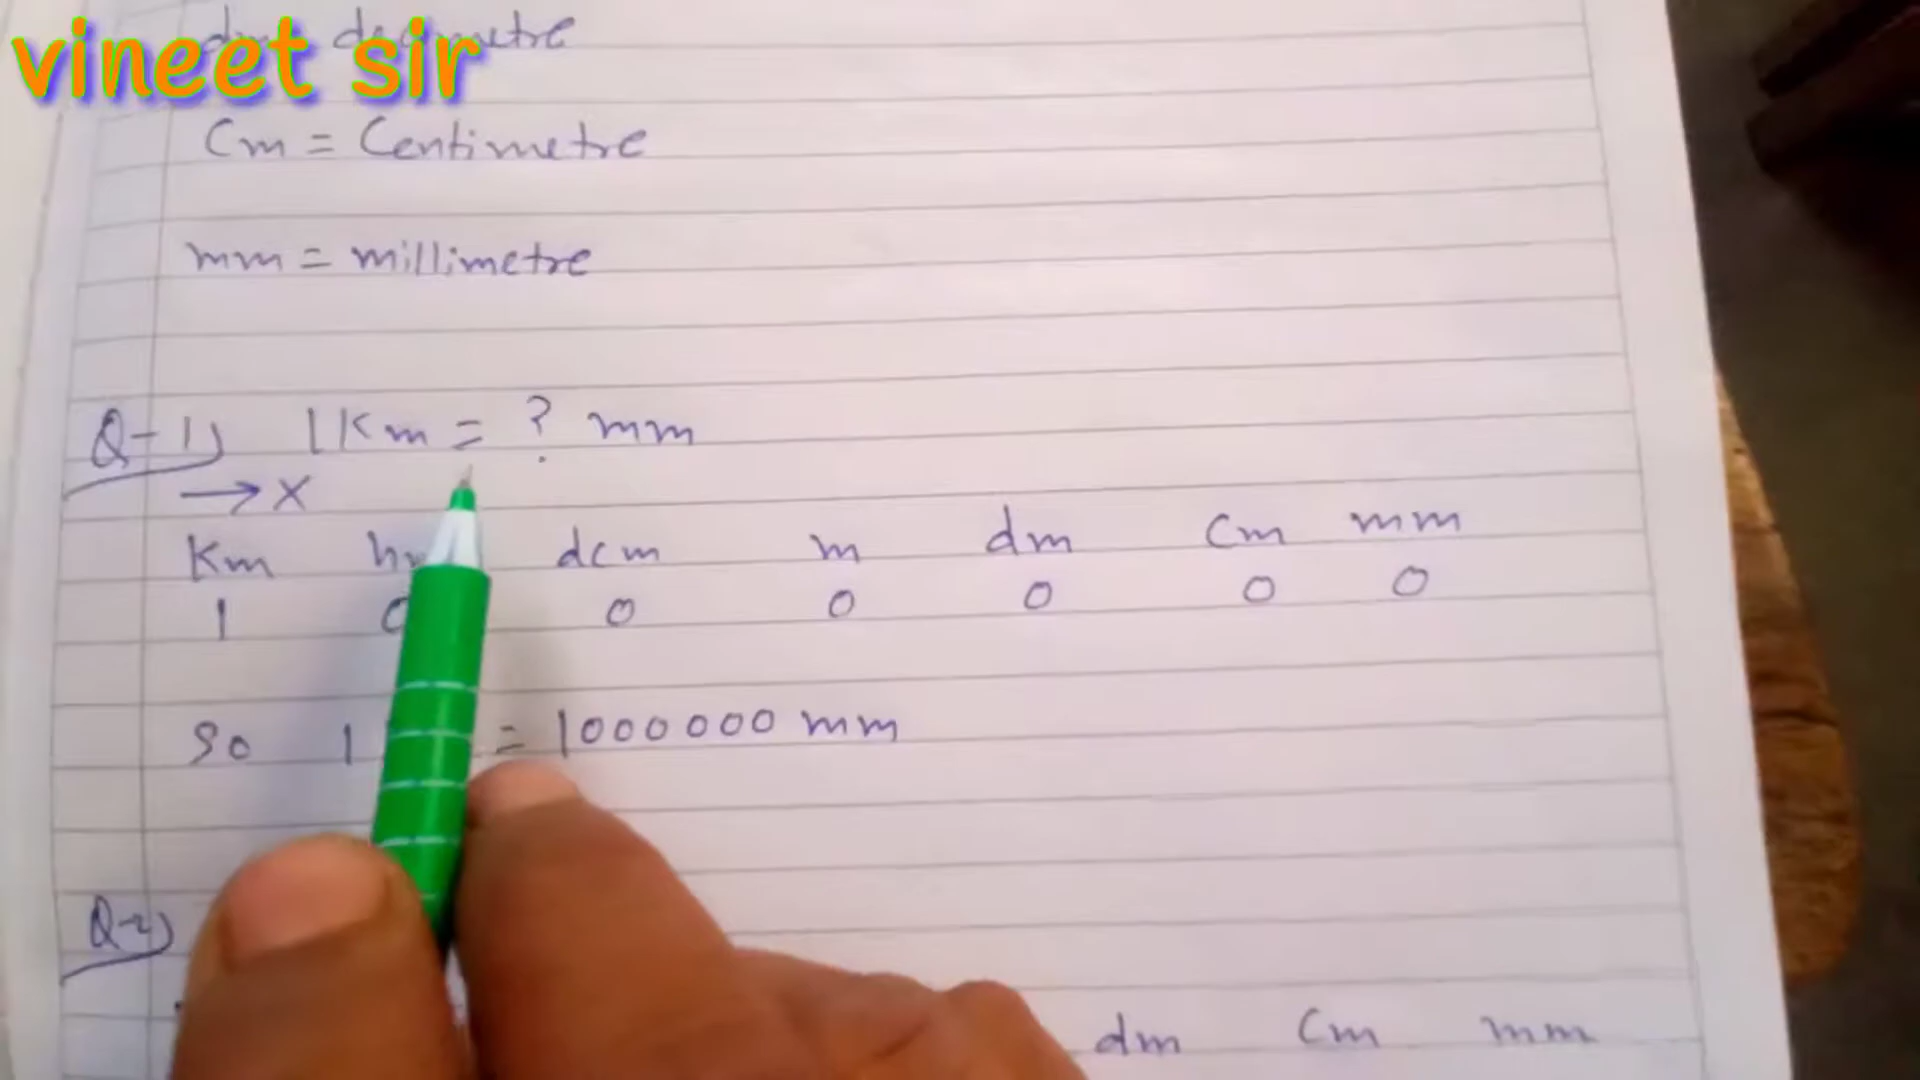 vineet sir
Cm = Centimetre
mm = millimetre
Q-1) 1Km = ? mm
→ X
Km dcm m dm Cm mm
1 0 0 0 0 0 0
So 1 = 1000000 mm
Q-2)
dm Cm mm